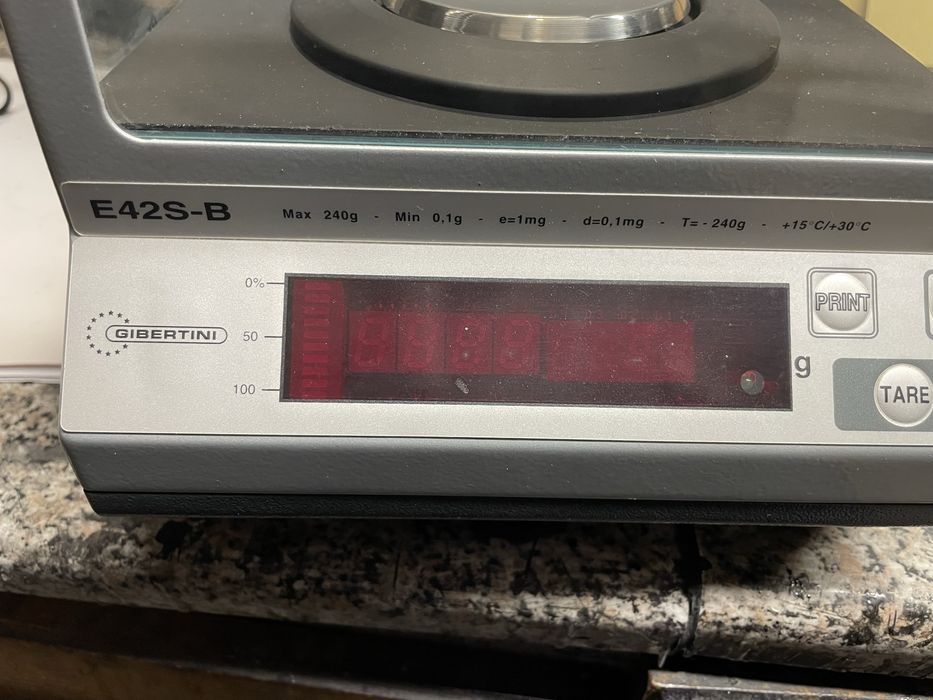 E42S-B Max 240g - Min 0,1g - e=1mg - d=0,1mg - T=-240g - +15°C/+30°C
0%
PRINT
GIBERTINI
50
g
100
TARE